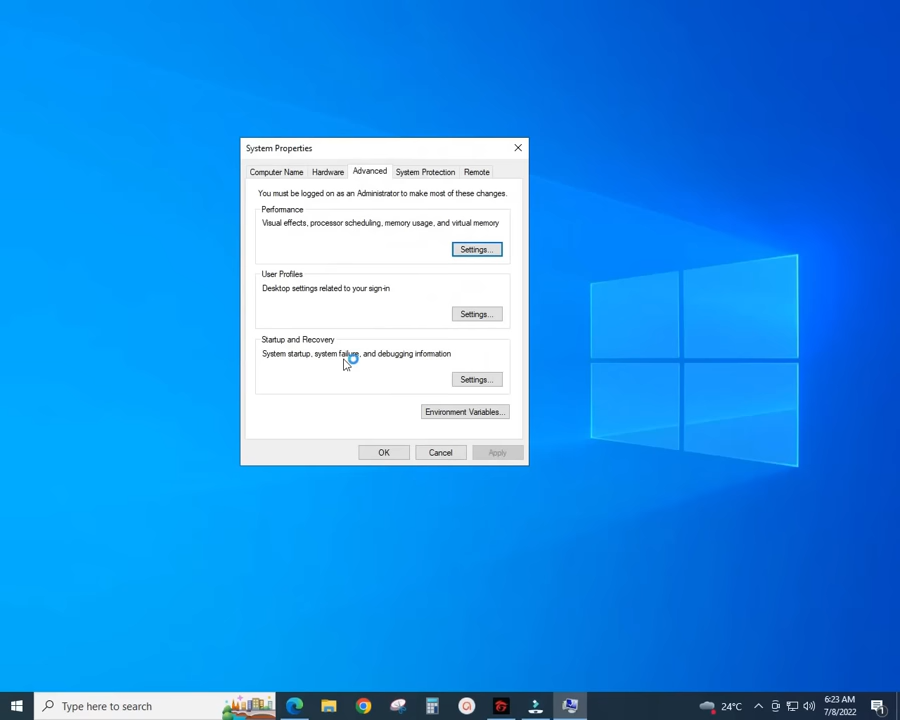 System Properties
Computer Name
Hardware
Advanced
System Protection
Remote
You must be logged on as an Administrator to make most of these changes.
Performance
Visual effects, processor scheduling, memory usage, and virtual memory
Settings...
User Profiles
Desktop settings related to your sign-in
Settings...
Startup and Recovery
System startup, system failure, and debugging information
Settings...
Environment Variables...
OK
Cancel
Apply
Type here to search
24°C
6:23 AM
7/8/2022
1